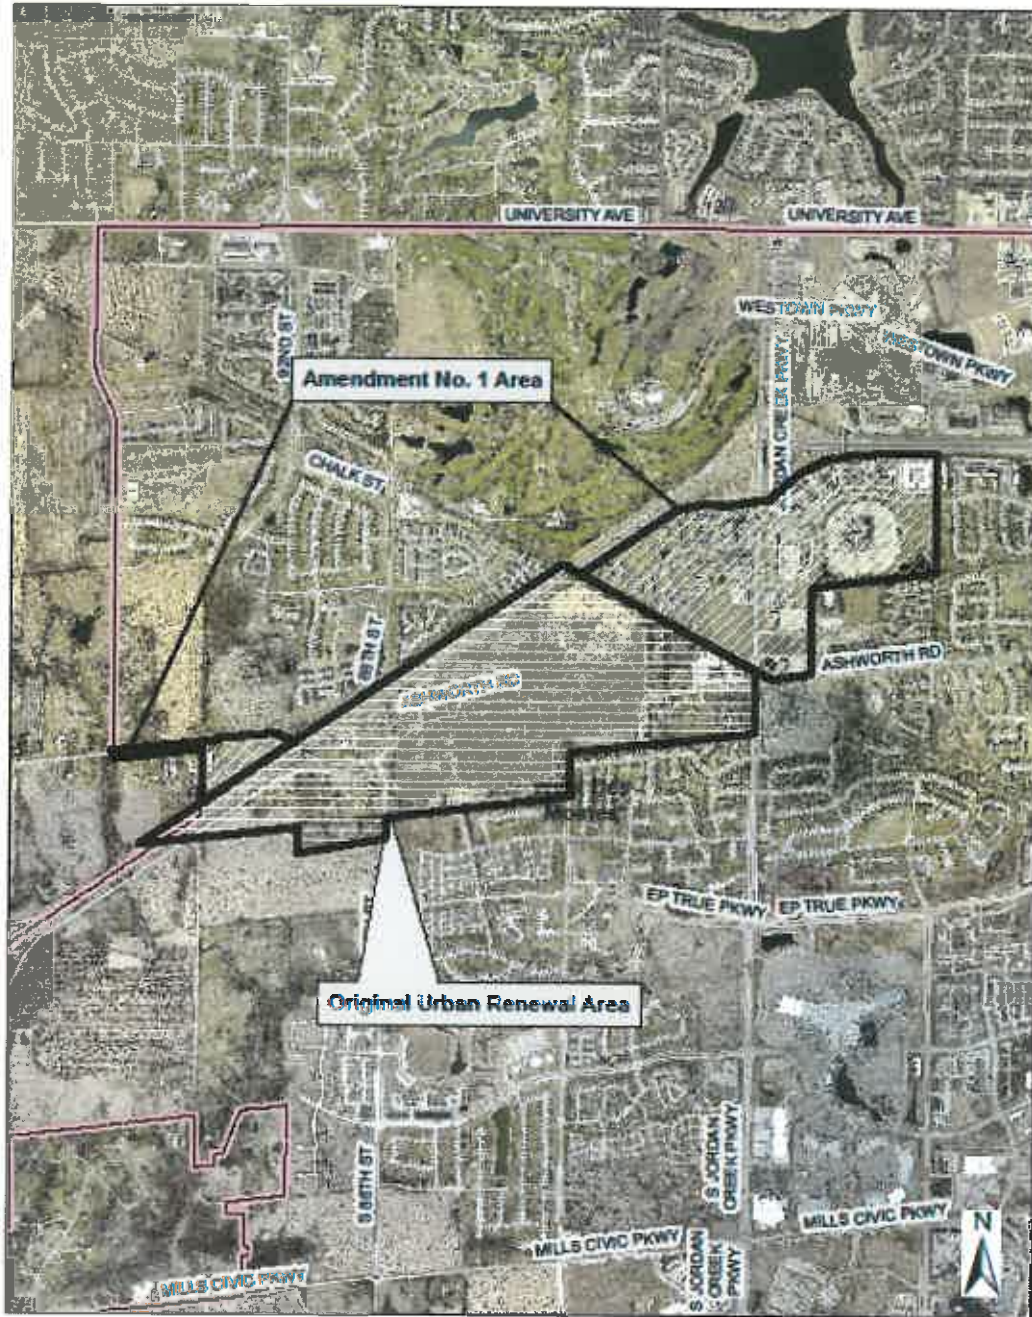 UNIVERSITY AVE
UNIVERSITY AVE
WESTOWN PKWY
WESTOWN PKWY
92ND ST
Amendment No. 1 Area
CHALK ST
88TH ST
ASHWORTH RD
ASHWORTH RD
EP TRUE PKWY
EP TRUE PKWY
Original Urban Renewal Area
S JORDAN
CREEK PKWY
S 88TH ST
MILLS CIVIC PKWY
MILLS CIVIC PKWY
S JORDAN
CREEK
PKWY
MILLS CIVIC PKWY
N